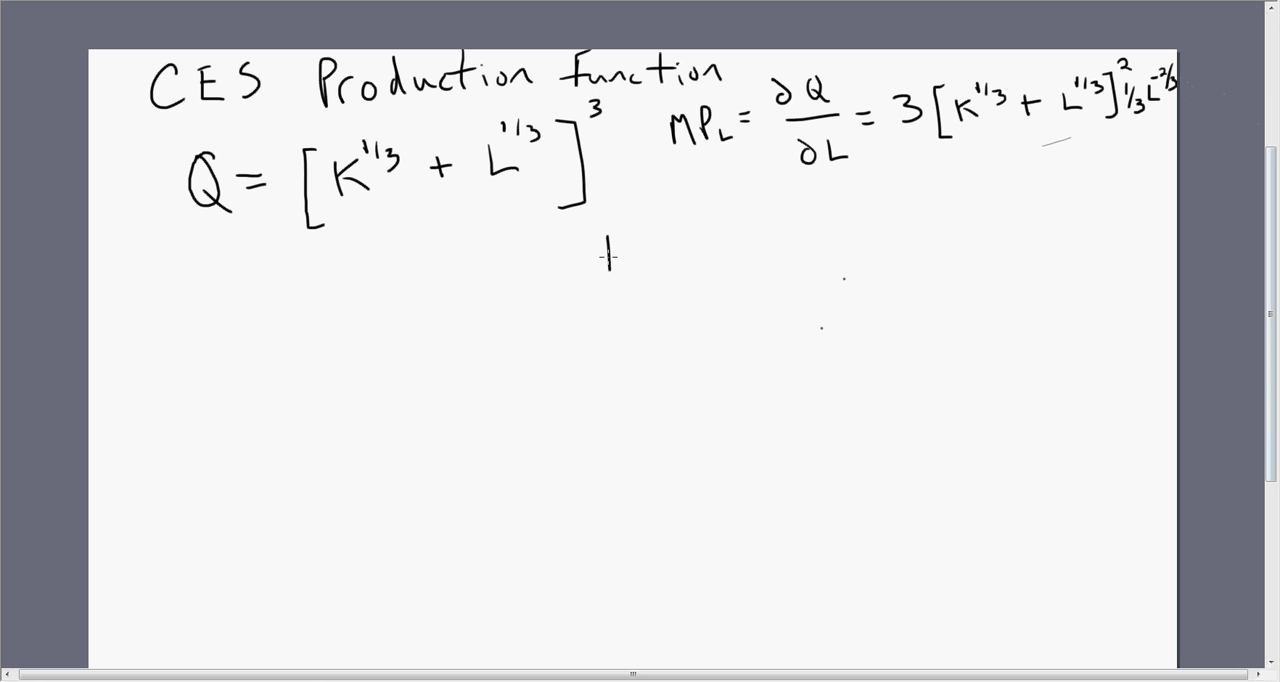 CES Production function
Q = [K^{1/3} + L^{1/3}]^3
MP_L = ∂Q/∂L = 3[K^{1/3} + L^{1/3}]^2 1/3 L^{-2/3}